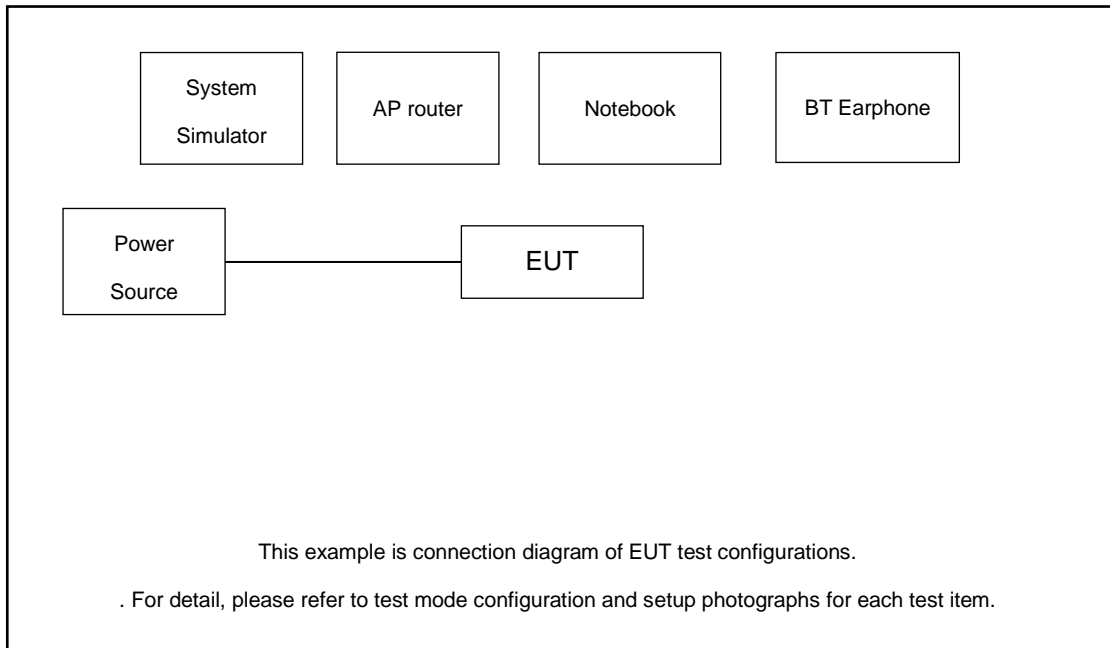 System
Simulator
AP router
Notebook
BT Earphone
Power
Source
EUT
This example is connection diagram of EUT test configurations.
. For detail, please refer to test mode configuration and setup photographs for each test item.